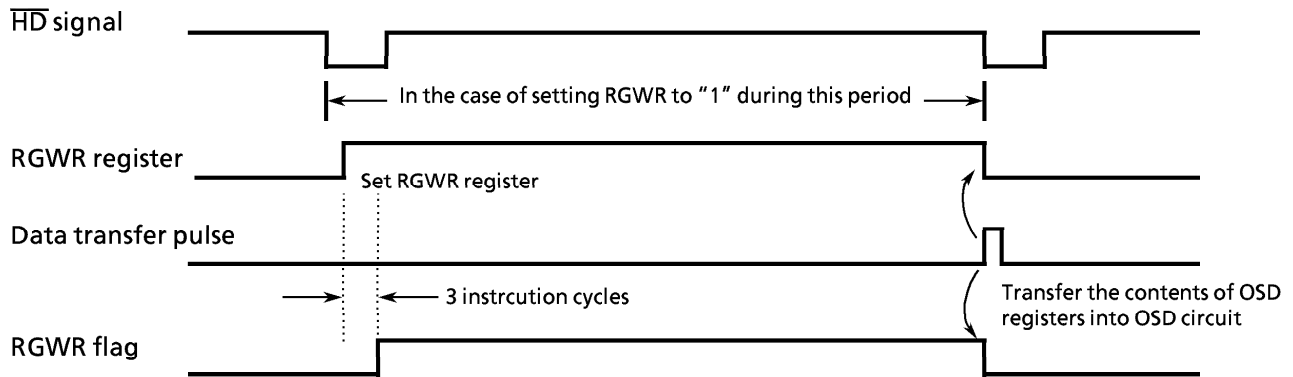 HD signal
In the case of setting RGWR to “1” during this period
RGWR register
Set RGWR register
Data transfer pulse
3 instrcution cycles
Transfer the contents of OSD
registers into OSD circuit
RGWR flag